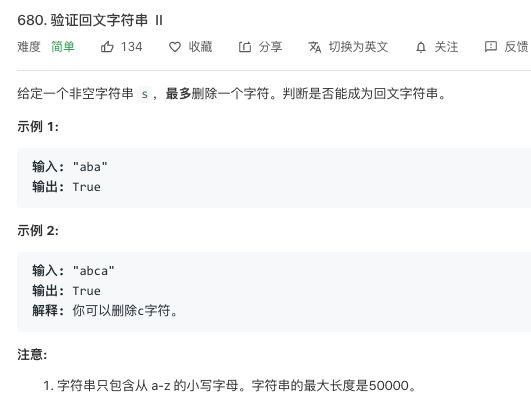 680. 验证回文字符串 Ⅱ
难度 简单 134 收藏 分享 切换为英文 关注 反馈
给定一个非空字符串 s，最多删除一个字符。判断是否能成为回文字符串。
示例 1:
输入: "aba"
输出: True
示例 2:
输入: "abca"
输出: True
解释: 你可以删除c字符。
注意:
1. 字符串只包含从 a-z 的小写字母。字符串的最大长度是50000。